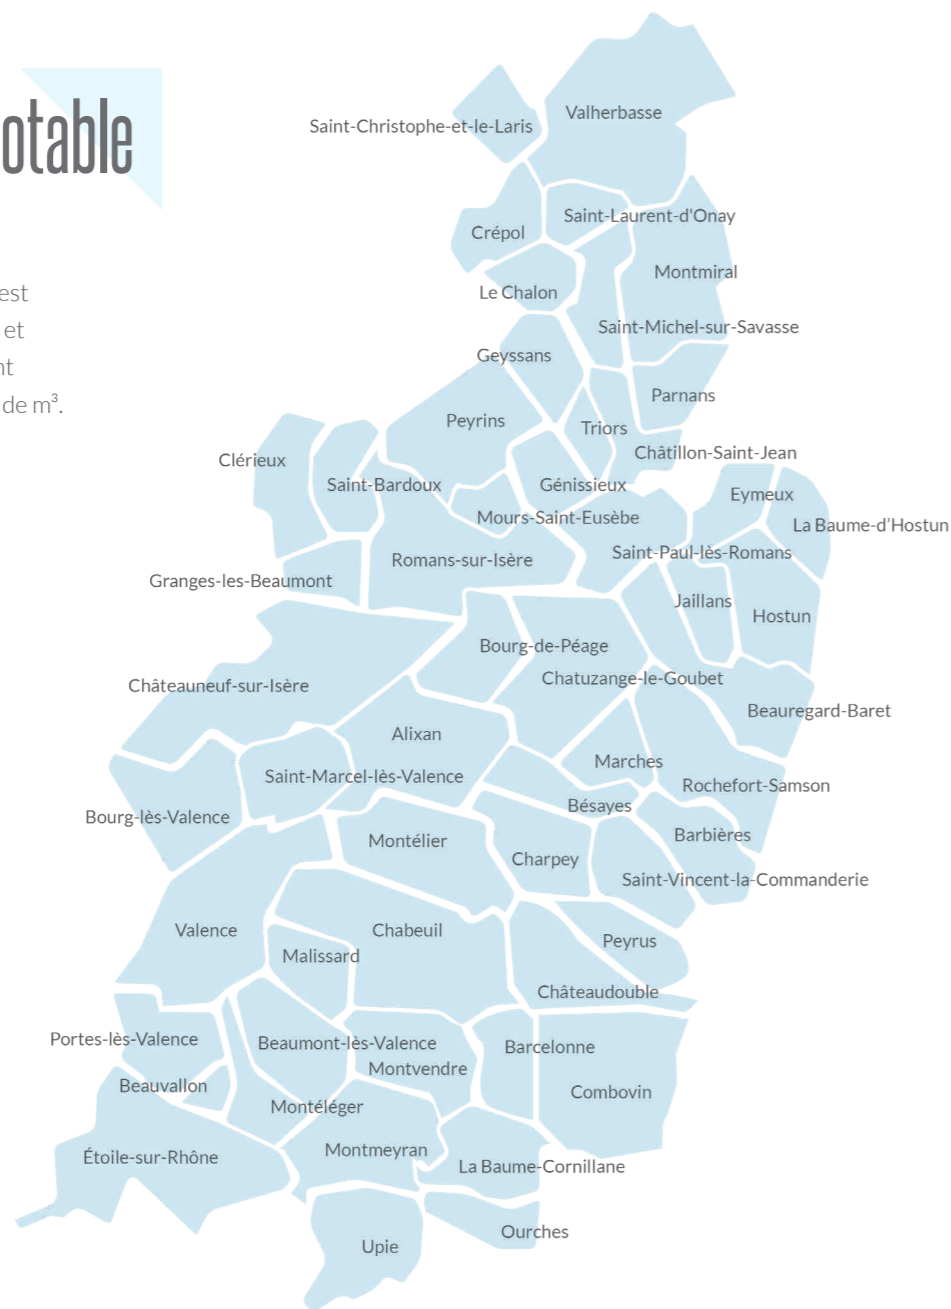 otable
est
et
nt
de m³.
Saint-Christophe-et-le-Laris
Valherbasse
Crépol
Saint-Laurent-d'Onay
Le Chalon
Montmiral
Saint-Michel-sur-Savasse
Geyssans
Parnans
Peyrins
Triors
Châtillon-Saint-Jean
Clérieux
Saint-Bardoux
Génissieux
Eymeux
Mours-Saint-Eusèbe
La Baume-d'Hostun
Romans-sur-Isère
Saint-Paul-lès-Romans
Granges-les-Beaumont
Jaillans
Hostun
Bourg-de-Péage
Châteauneuf-sur-Isère
Chatuzange-le-Goubet
Beauregard-Baret
Alixan
Marches
Saint-Marcel-lès-Valence
Rochefort-Samson
Bourg-lès-Valence
Bésayes
Montélier
Barbières
Charpey
Saint-Vincent-la-Commanderie
Valence
Chabeuil
Peyrus
Malissard
Châteaudouble
Portes-lès-Valence
Beaumont-lès-Valence
Barcelonne
Montvendre
Beauvallon
Combovin
Montéléger
Étoile-sur-Rhône
Montmeyran
La Baume-Cornillane
Upie
Ourches